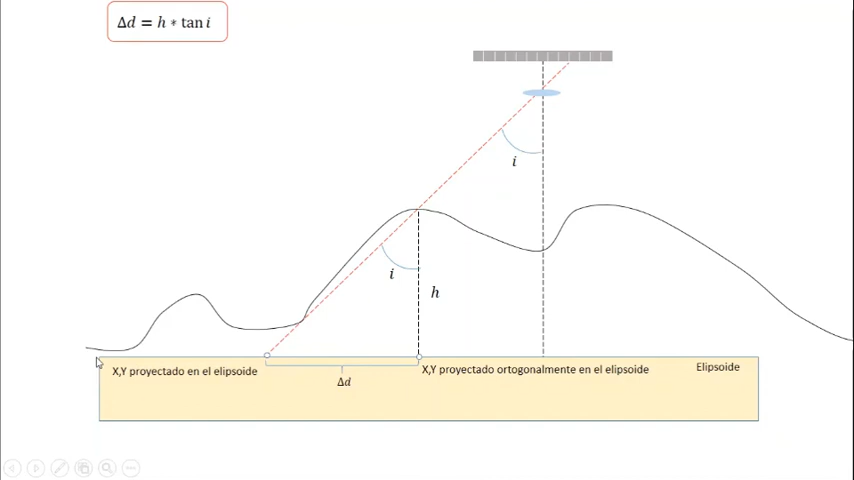 Δd = h ∗ tan i
i
i
h
X,Y proyectado en el elipsoide
X,Y proyectado ortogonalmente en el elipsoide
Elipsoide
Δd